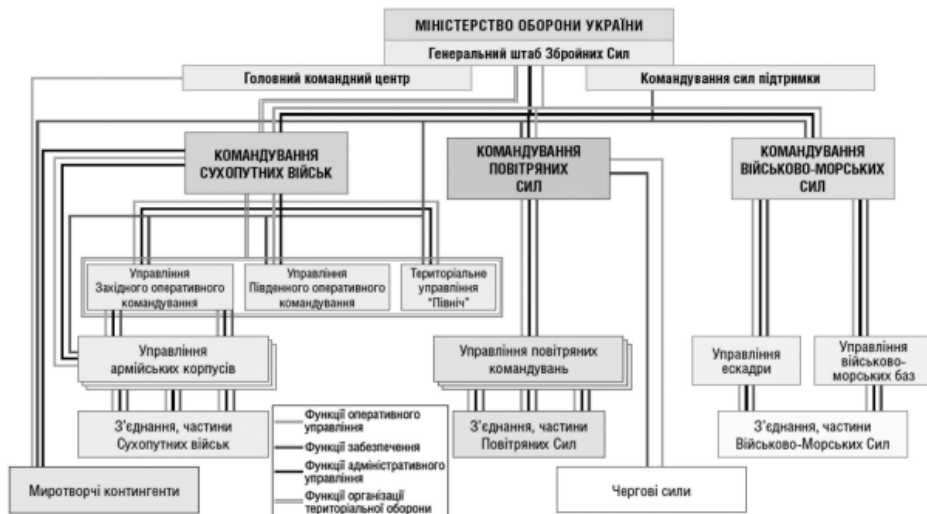 МІНІСТЕРСТВО ОБОРОНИ УКРАЇНИ
Генеральний штаб Збройних Сил
Головний командний центр
Командування сил підтримки
КОМАНДУВАННЯ
СУХОПУТНИХ ВІЙСЬК
КОМАНДУВАННЯ
ПОВІТРЯНИХ
СИЛ
КОМАНДУВАННЯ
ВІЙСЬКОВО-МОРСЬКИХ
СИЛ
Управління
Західного оперативного
командування
Управління
Південного оперативного
командування
Територіальне
управління
“Північ”
Управління
армійських корпусів
Управління повітряних
командувань
Управління
ескадри
Управління
військово-
морських баз
З’єднання, частини
Сухопутних військ
Функції оперативного
управління
Функції забезпечення
Функції адміністративного
управління
Функції організації
територіальної оборони
З’єднання, частини
Повітряних Сил
З’єднання, частини
Військово-Морських Сил
Миротворчі контингенти
Чергові сили